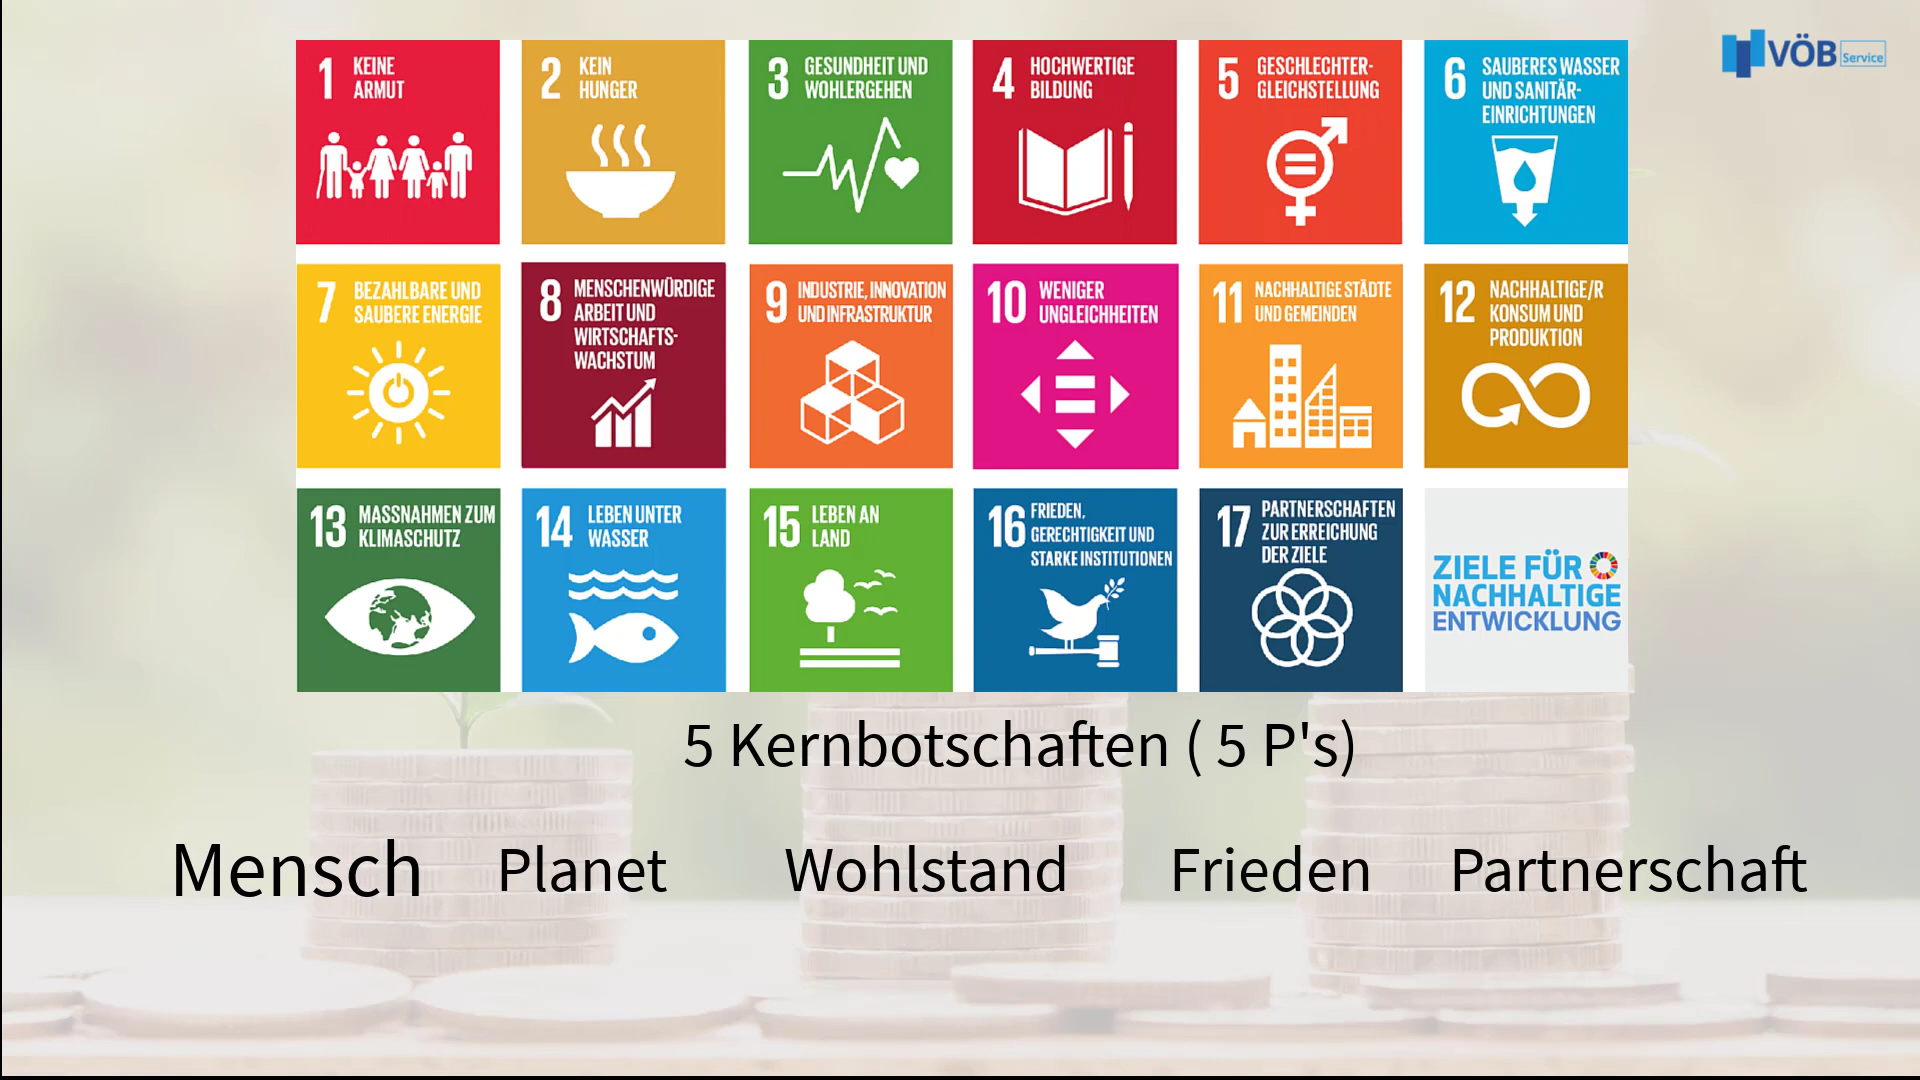 VÖB Service
1 KEINE
ARMUT
2 KEIN
HUNGER
3 GESUNDHEIT UND
WOHLERGEHEN
4 HOCHWERTIGE
BILDUNG
5 GESCHLECHTER-
GLEICHSTELLUNG
6 SAUBERES WASSER
UND SANITÄR-
EINRICHTUNGEN
7 BEZAHLBARE UND
SAUBERE ENERGIE
8 MENSCHENWÜRDIGE
ARBEIT UND
WIRTSCHAFTS-
WACHSTUM
9 INDUSTRIE, INNOVATION
UND INFRASTRUKTUR
10 WENIGER
UNGLEICHHEITEN
11 NACHHALTIGE STÄDTE
UND GEMEINDEN
12 NACHHALTIGE/R
KONSUM UND
PRODUKTION
13 MASSNAHMEN ZUM
KLIMASCHUTZ
14 LEBEN UNTER
WASSER
15 LEBEN AN
LAND
16 FRIEDEN,
GERECHTIGKEIT UND
STARKE INSTITUTIONEN
17 PARTNERSCHAFTEN
ZUR ERREICHUNG
DER ZIELE
ZIELE FÜR
NACHHALTIGE
ENTWICKLUNG
5 Kernbotschaften ( 5 P's)
Mensch Planet Wohlstand Frieden Partnerschaft